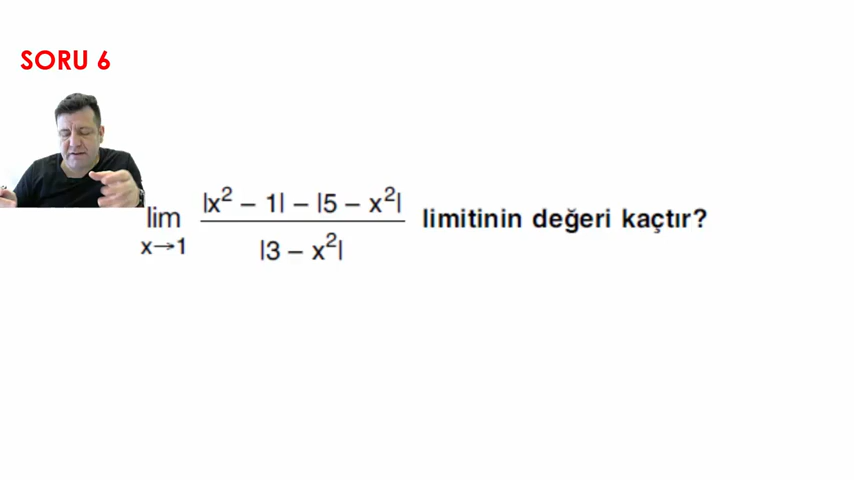 SORU 6
lim x→1 |x² – 1| – |5 – x²| / |3 – x²| limitinin değeri kaçtır?